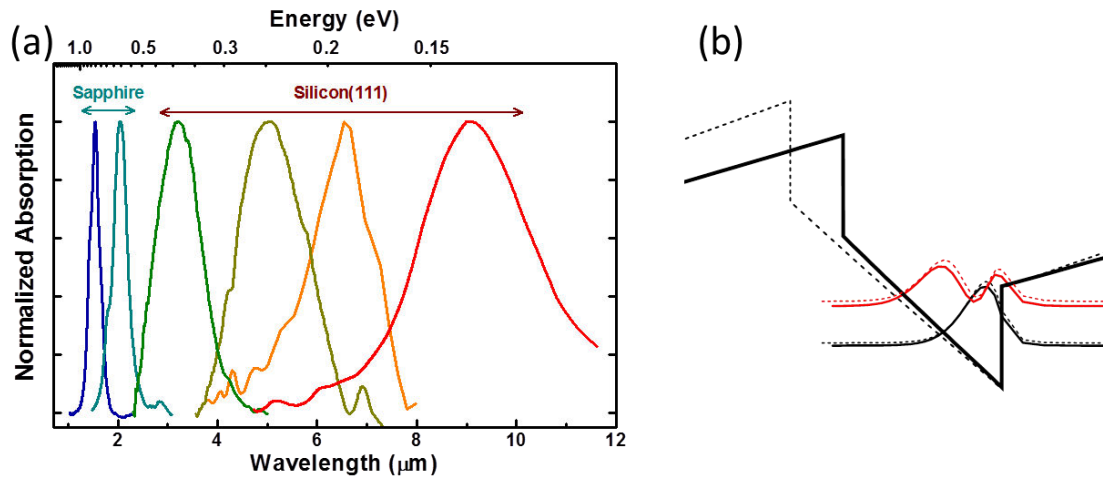 (a)
Energy (eV)
1.0 0.5 0.3 0.2 0.15
Sapphire
Silicon(111)
Normalized Absorption
2 4 6 8 10 12
Wavelength (μm)
(b)